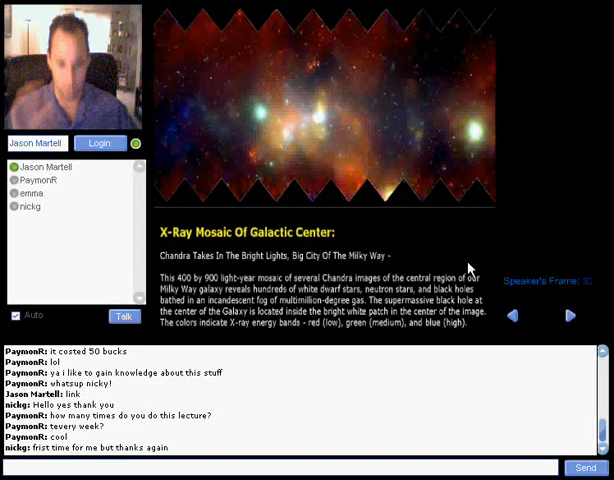 Jason Martell
Login
Jason Martell
PaymonR
emma
nickg
Auto
Talk
X-Ray Mosaic Of Galactic Center:
Chandra Takes In The Bright Lights, Big City Of The Milky Way -
This 400 by 900 light-year mosaic of several Chandra images of the central region of our
Milky Way galaxy reveals hundreds of white dwarf stars, neutron stars, and black holes
bathed in an incandescent fog of multimillion-degree gas. The supermassive black hole at
the center of the Galaxy is located inside the bright white patch in the center of the image.
The colors indicate X-ray energy bands - red (low), green (medium), and blue (high).
Speaker's Frame:
PaymonR: it costed 50 bucks
PaymonR: lol
PaymonR: ya i like to gain knowledge about this stuff
PaymonR: whatsup nicky!
Jason Martell: link
nickg: Hello yes thank you
PaymonR: how many times do you do this lecture?
PaymonR: tevery week?
PaymonR: cool
nickg: frist time for me but thanks again
Send